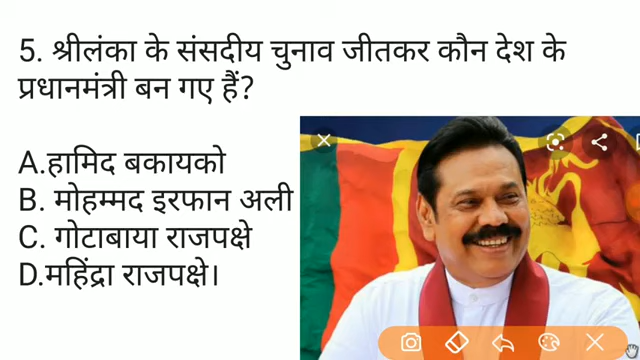 5. श्रीलंका के संसदीय चुनाव जीतकर कौन देश के
प्रधानमंत्री बन गए हैं?
A.हामिद बकायको
B. मोहम्मद इरफान अली
C. गोटाबाया राजपक्षे
D.महिंद्रा राजपक्षे।